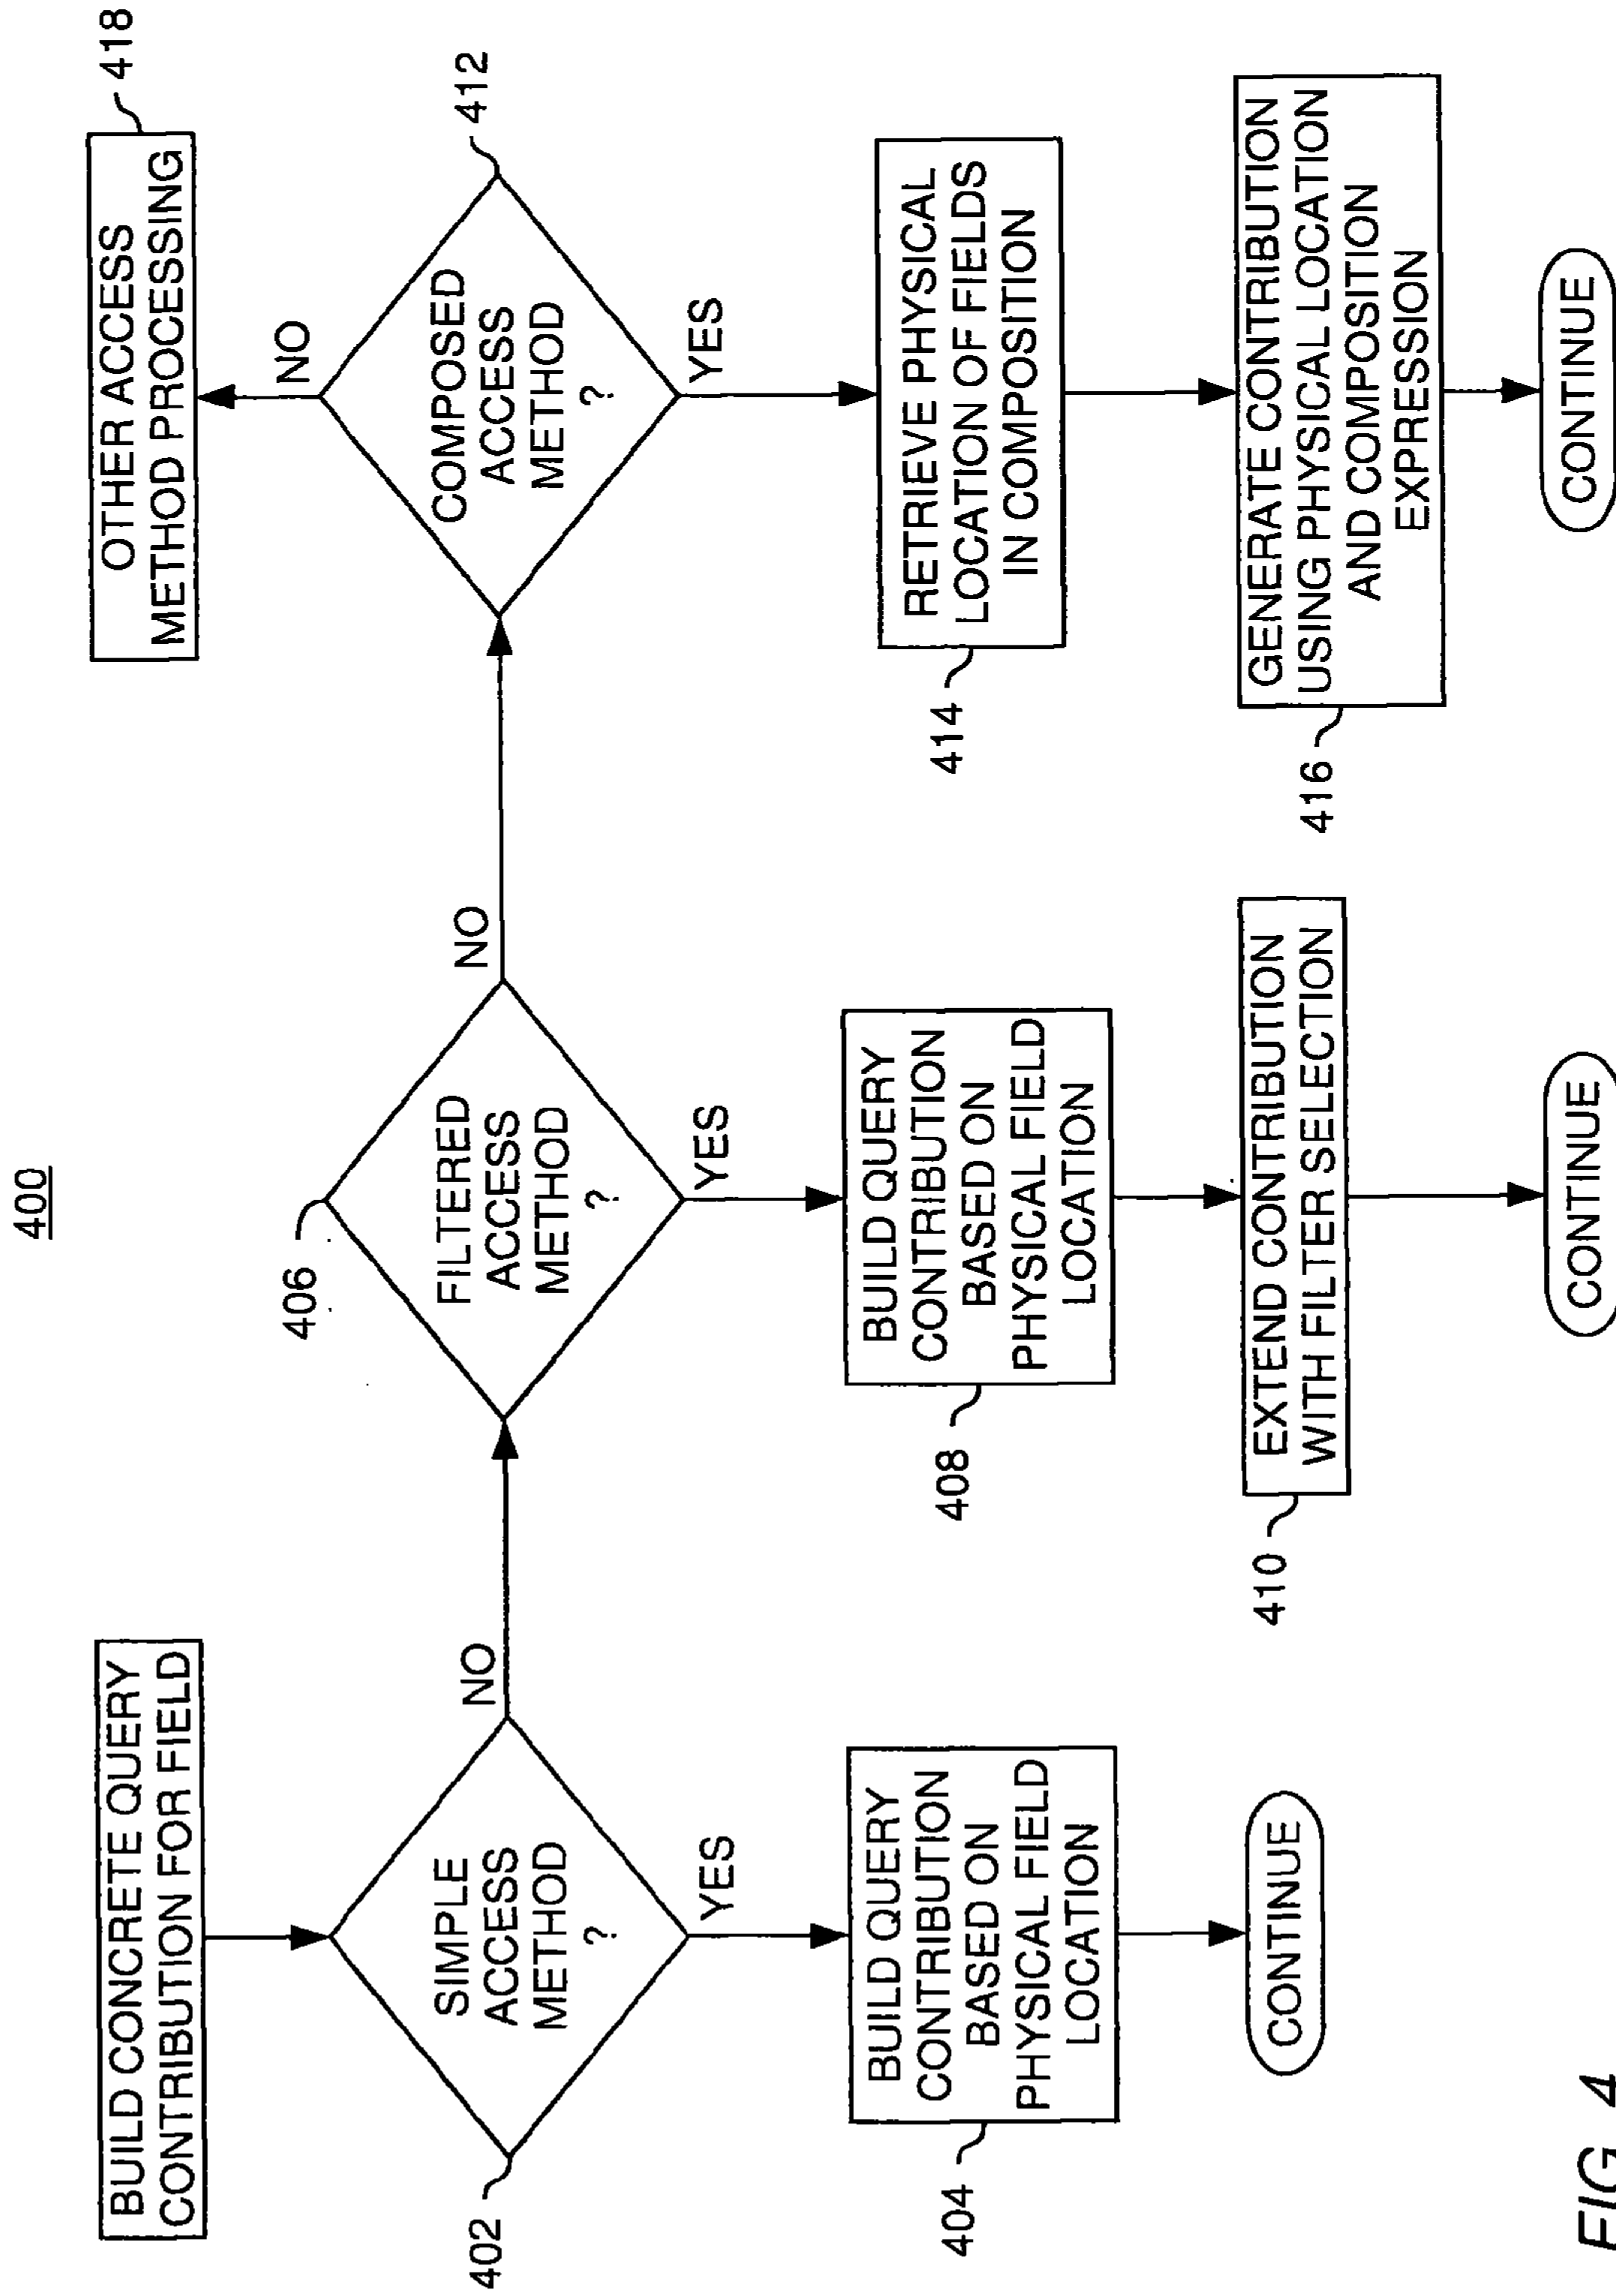 400
BUILD CONCRETE QUERY
CONTRIBUTION FOR FIELD
402
SIMPLE
ACCESS
METHOD
?
NO
YES
404
BUILD QUERY
CONTRIBUTION
BASED ON
PHYSICAL FIELD
LOCATION
CONTINUE
406
FILTERED
ACCESS
METHOD
?
NO
YES
408
BUILD QUERY
CONTRIBUTION
BASED ON
PHYSICAL FIELD
LOCATION
410
EXTEND CONTRIBUTION
WITH FILTER SELECTION
CONTINUE
OTHER ACCESS
METHOD PROCESSING
418
NO
COMPOSED
ACCESS
METHOD
?
412
YES
414
RETRIEVE PHYSICAL
LOCATION OF FIELDS
IN COMPOSITION
416
GENERATE CONTRIBUTION
USING PHYSICAL LOCATION
AND COMPOSITION
EXPRESSION
CONTINUE
FIG. 4